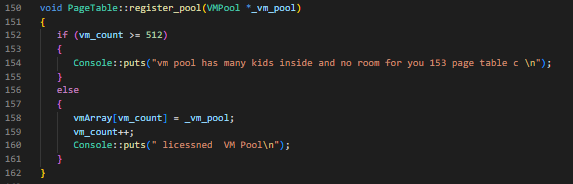 150 void PageTable::register_pool(VMPool *_vm_pool)
151 {
152     if (vm_count >= 512)
153     {
154         Console::puts("vm pool has many kids inside and no room for you 153 page table c \n");
155     }
156     else
157     {
158         vmArray[vm_count] = _vm_pool;
159         vm_count++;
160         Console::puts(" licessned  VM Pool\n");
161     }
162 }